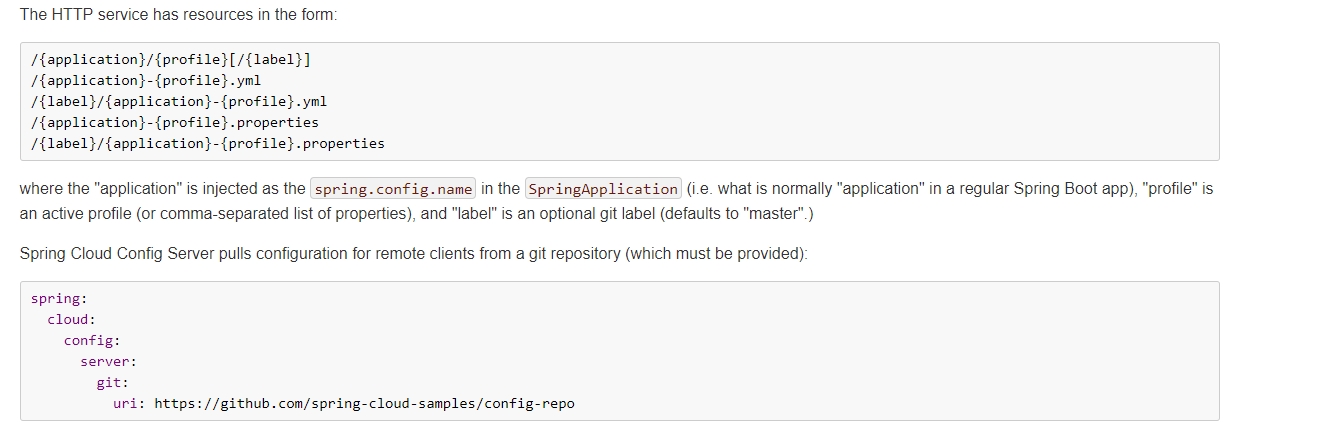 The HTTP service has resources in the form:
/{application}/{profile}[/{label}]
/{application}-{profile}.yml
/{label}/{application}-{profile}.yml
/{application}-{profile}.properties
/{label}/{application}-{profile}.properties
where the "application" is injected as the spring.config.name in the SpringApplication (i.e. what is normally "application" in a regular Spring Boot app), "profile" is
an active profile (or comma-separated list of properties), and "label" is an optional git label (defaults to "master".)
Spring Cloud Config Server pulls configuration for remote clients from a git repository (which must be provided):
spring:
  cloud:
    config:
      server:
        git:
          uri: https://github.com/spring-cloud-samples/config-repo